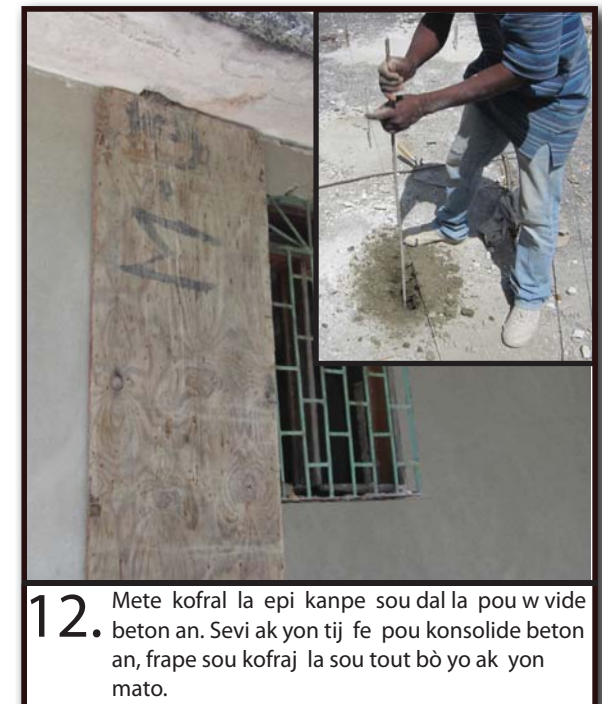 12. Mete kofral la epi kanpe sou dal la pou w vide
beton an. Sevi ak yon tij fe pou konsolide beton
an, frape sou kofraj la sou tout bò yo ak yon
mato.